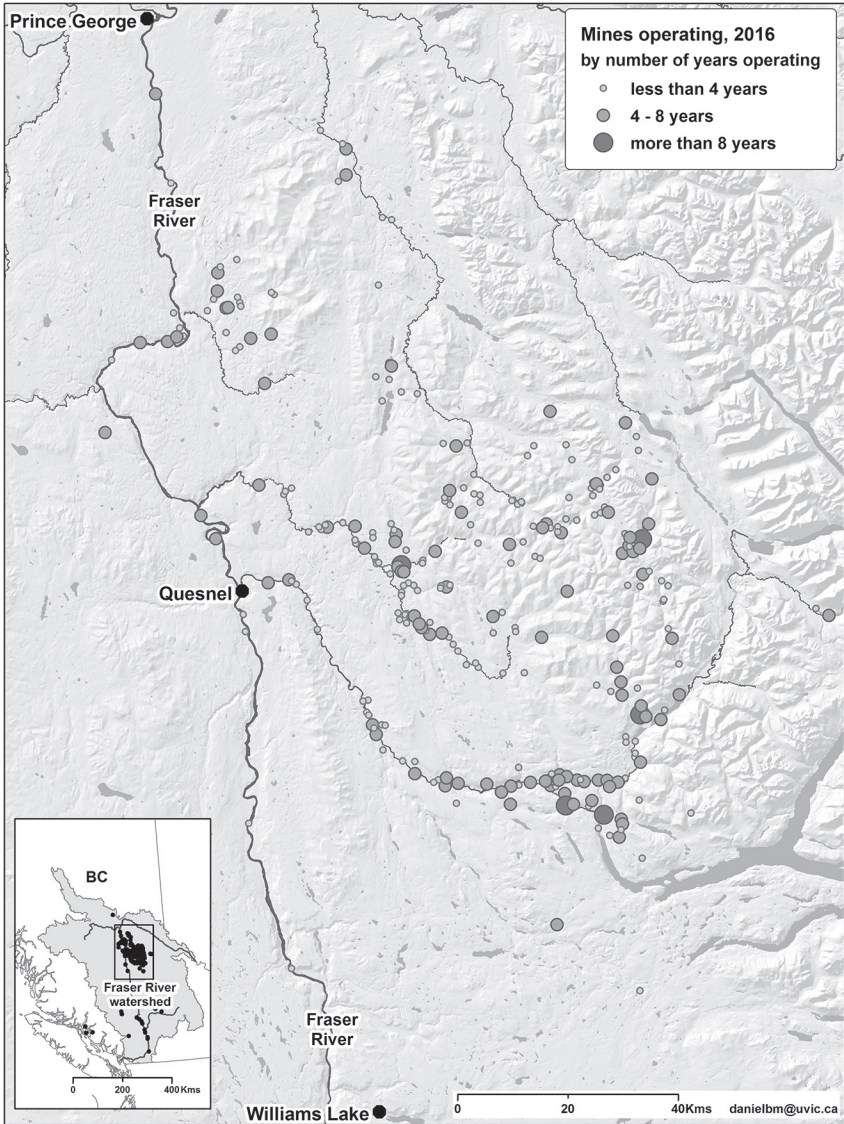 Prince George
Mines operating, 2016
by number of years operating
less than 4 years
4 - 8 years
more than 8 years
Fraser
River
Quesnel
BC
Fraser River
watershed
0 200 400 Kms
Fraser
River
Williams Lake
0 20 40Kms
danielbm@uvic.ca